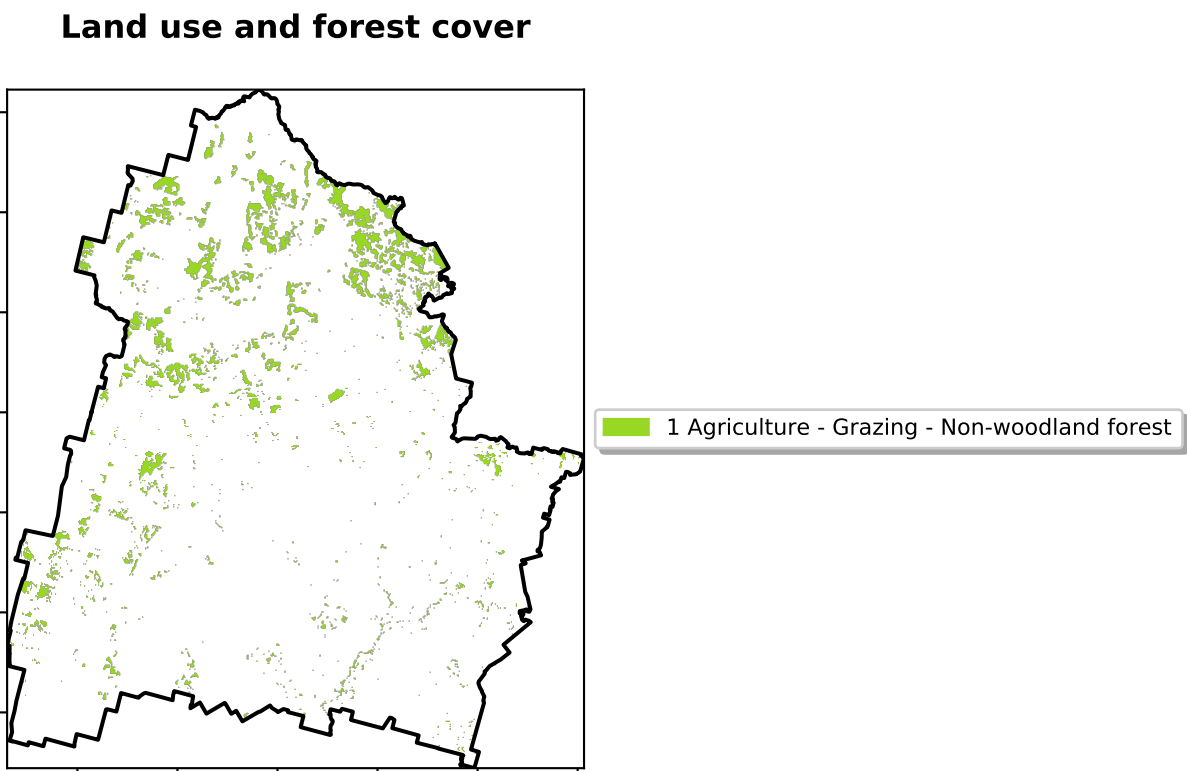 Land use and forest cover
1 Agriculture - Grazing - Non-woodland forest